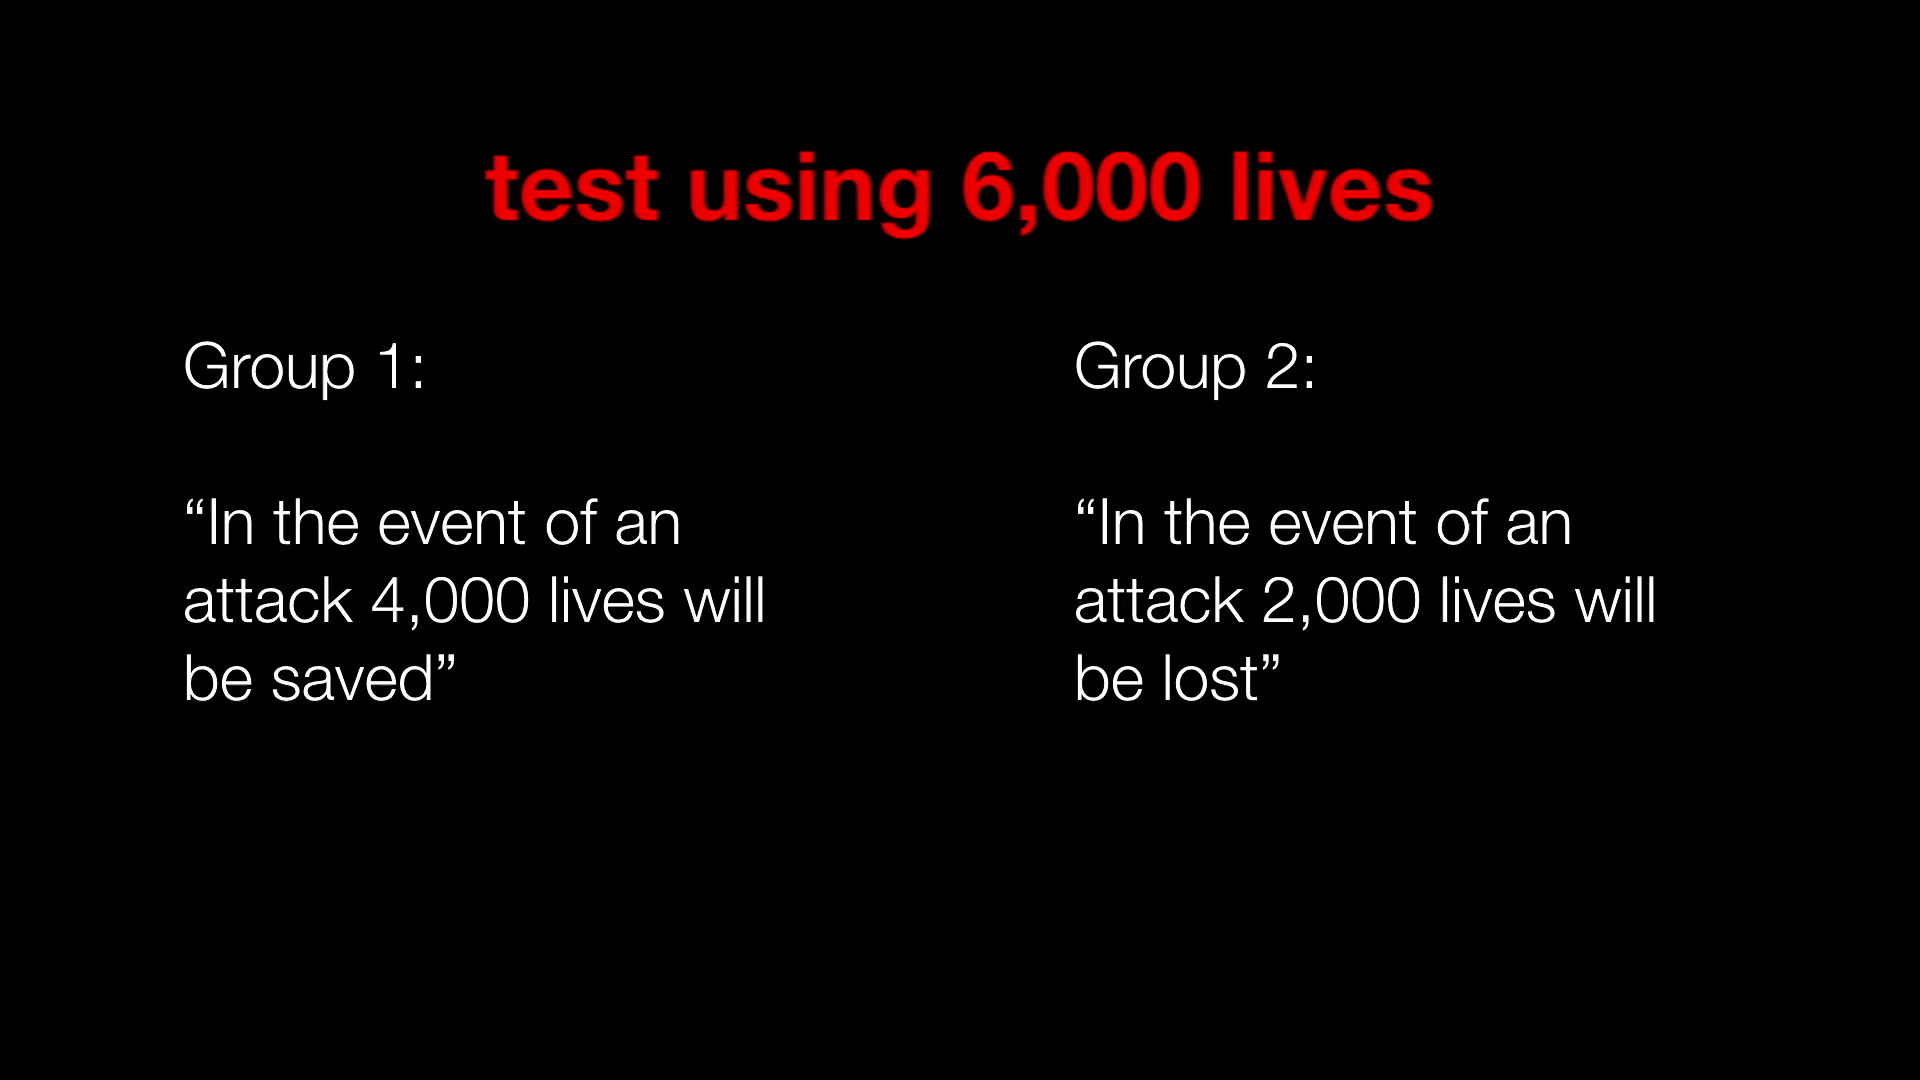 test using 6,000 lives
Group 1:
“In the event of an
attack 4,000 lives will
be saved”
Group 2:
“In the event of an
attack 2,000 lives will
be lost”